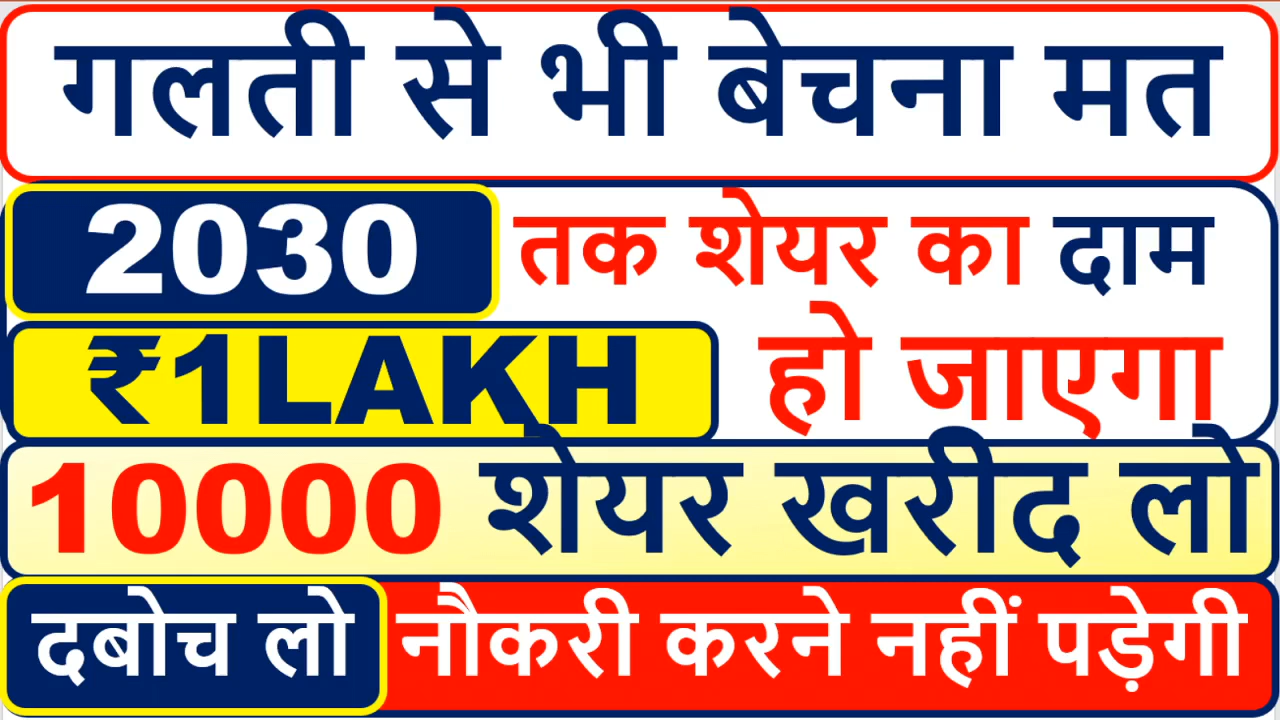 गलती से भी बेचना मत
2030 तक शेयर का दाम
₹1LAKH हो जाएगा
10000 शेयर खरीद लो
दबोच लो नौकरी करने नहीं पड़ेगी